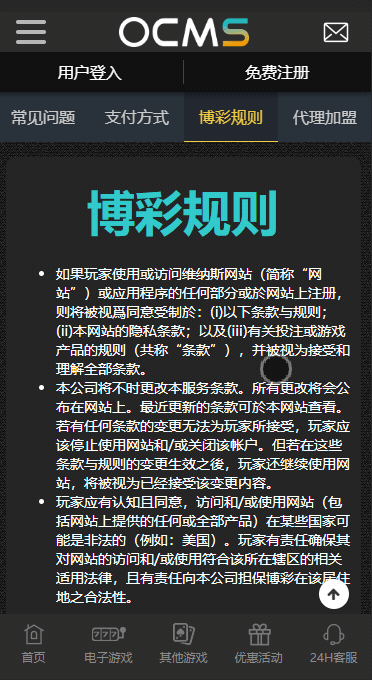 OCMS
用户登入
免费注册
常见问题
支付方式
博彩规则
代理加盟
博彩规则
如果玩家使用或访问维纳斯网站（简称“网
站”）或应用程序的任何部分或於网站上注册，
则将被视爲同意受制於：(i)以下条款与规则；
(ii)本网站的隐私条款；以及(iii)有关投注或游戏
产品的规则（共称“条款”），并被视为接受和
理解全部条款。
本公司将不时更改本服务条款。所有更改将会公
布在网站上。最近更新的条款可於本网站查看。
若有任何条款的变更无法为玩家所接受，玩家应
该停止使用网站和/或关闭该帐户。但若在这些
条款与规则的变更生效之後，玩家还继续使用网
站，将被视为已经接受该变更内容。
玩家应有认知且同意，访问和/或使用网站（包
括网站上提供的任何或全部产品）在某些国家可
能是非法的（例如：美国）。玩家有责任确保其
对网站的访问和/或使用符合该所在辖区的相关
适用法律，且有责任向本公司担保博彩在该居住
地之合法性。
777
首页
电子游戏
其他游戏
优惠活动
24H客服